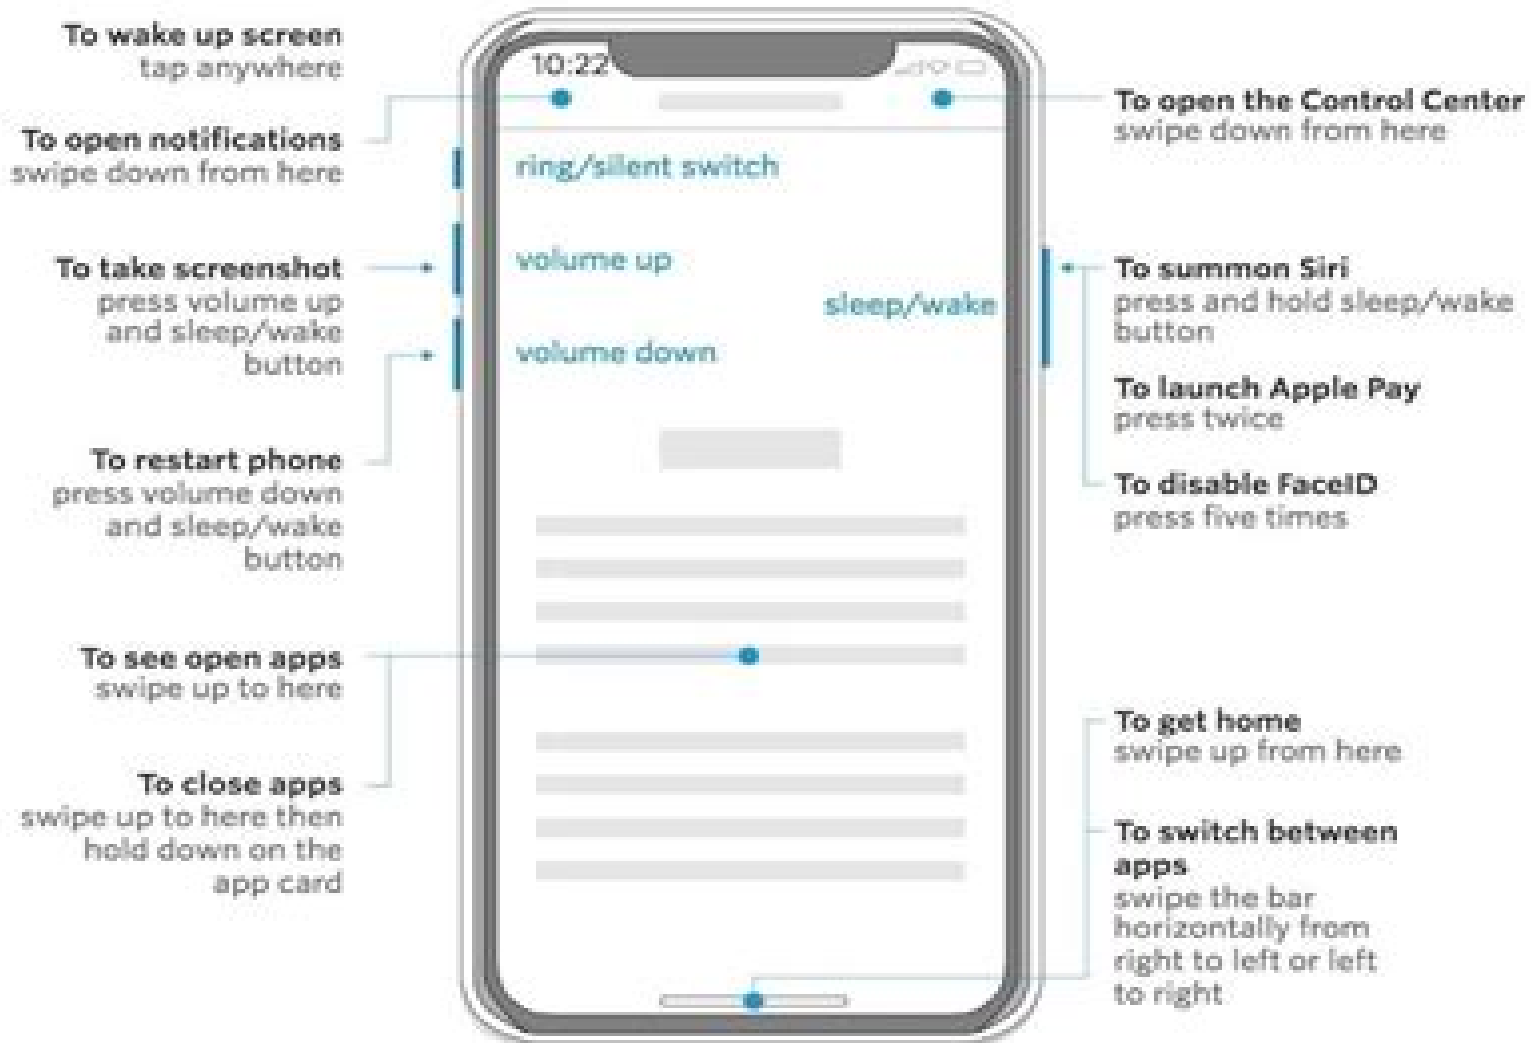 To wake up screen
tap anywhere
To open notifications
swipe down from here
To take screenshot
press volume up
and sleep/wake
button
To restart phone
press volume down
and sleep/wake
button
To see open apps
swipe up to here
To close apps
swipe up to here then
hold down on the
app card
10:22
ring/silent switch
volume up
sleep/wake
volume down
To open the Control Center
swipe down from here
To summon Siri
press and hold sleep/wake
button
To launch Apple Pay
press twice
To disable FaceID
press five times
To get home
swipe up from here
To switch between
apps
swipe the bar
horizontally from
right to left or left
to right